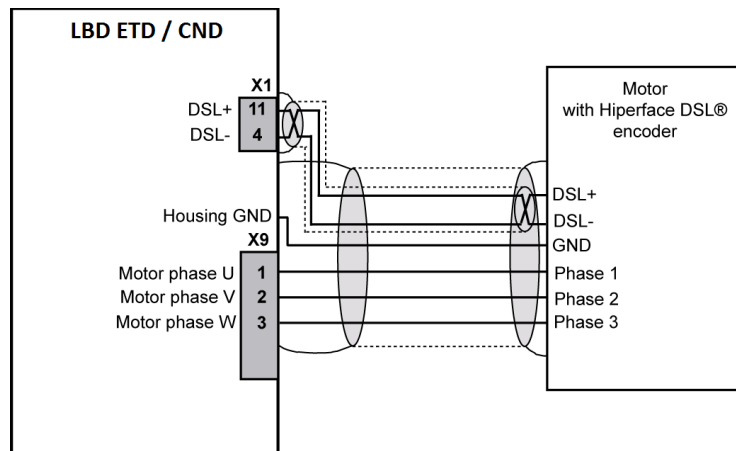 LBD ETD / CND
X1
DSL+ 11
DSL- 4
Housing GND
X9
Motor phase U 1
Motor phase V 2
Motor phase W 3
Motor
with Hiperface DSL®
encoder
DSL+
DSL-
GND
Phase 1
Phase 2
Phase 3